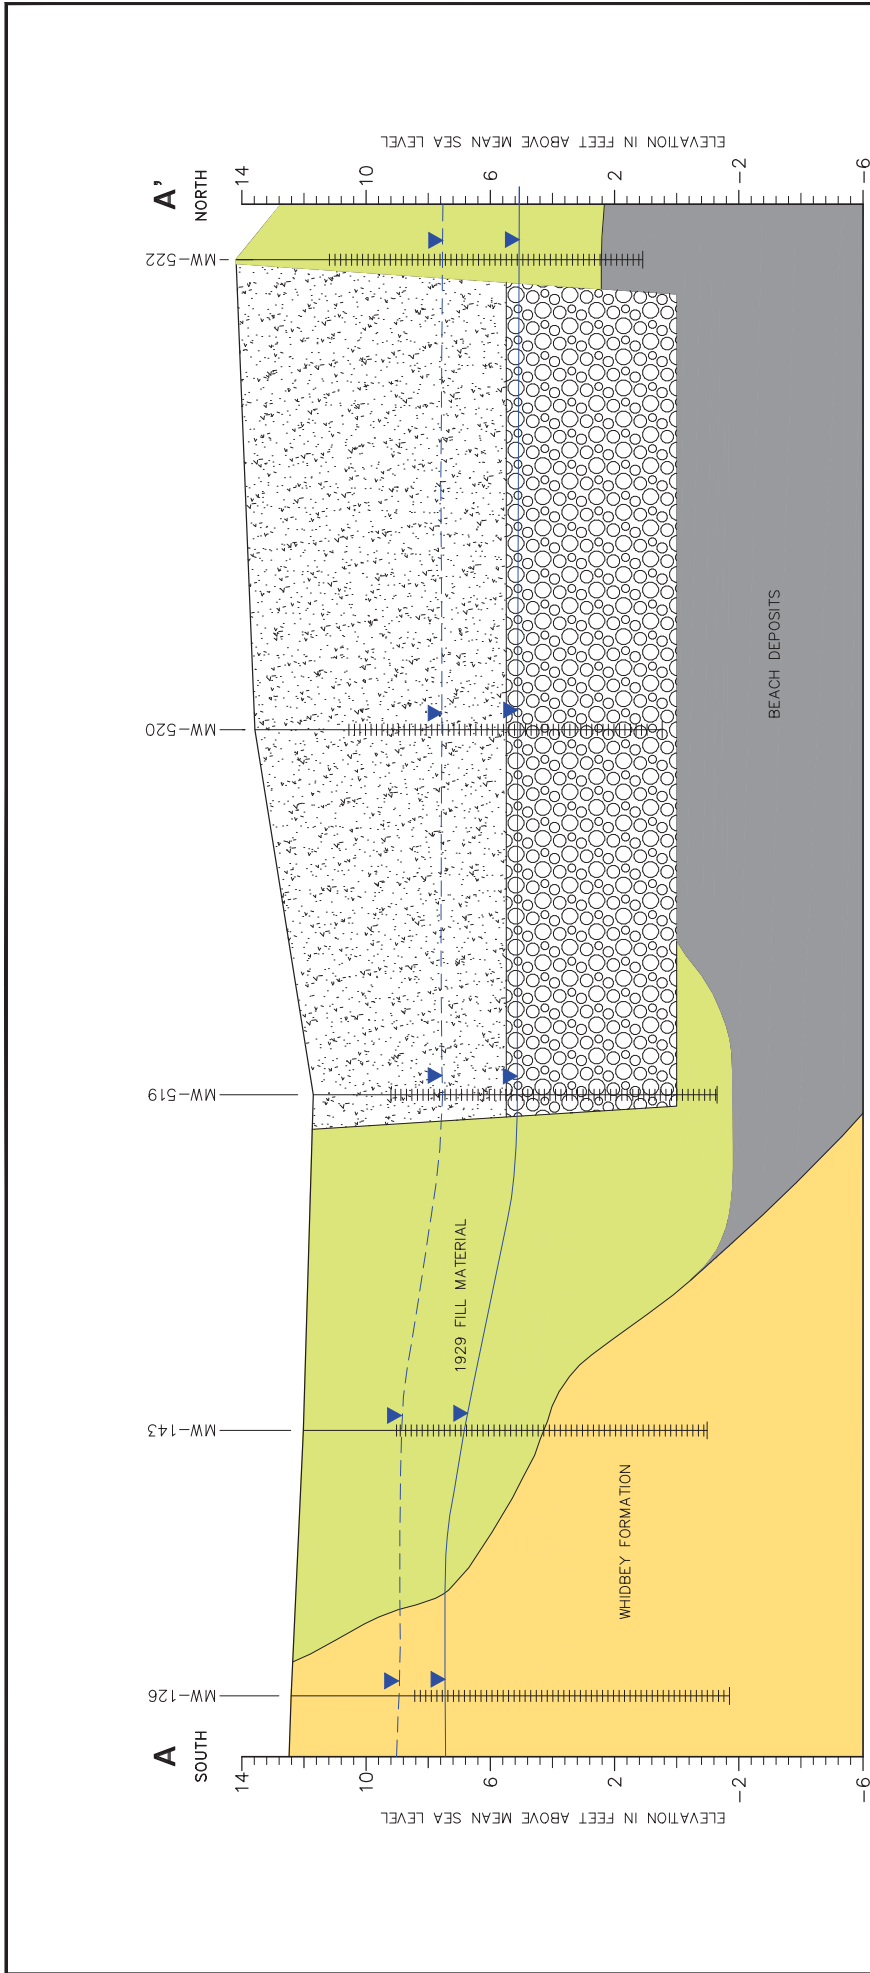 A
SOUTH
A'
NORTH
MW-126
MW-143
MW-519
MW-520
MW-522
14
10
6
2
-2
-6
ELEVATION IN FEET ABOVE MEAN SEA LEVEL
14
10
6
2
-2
-6
ELEVATION IN FEET ABOVE MEAN SEA LEVEL
1929 FILL MATERIAL
WHIDBEY FORMATION
BEACH DEPOSITS